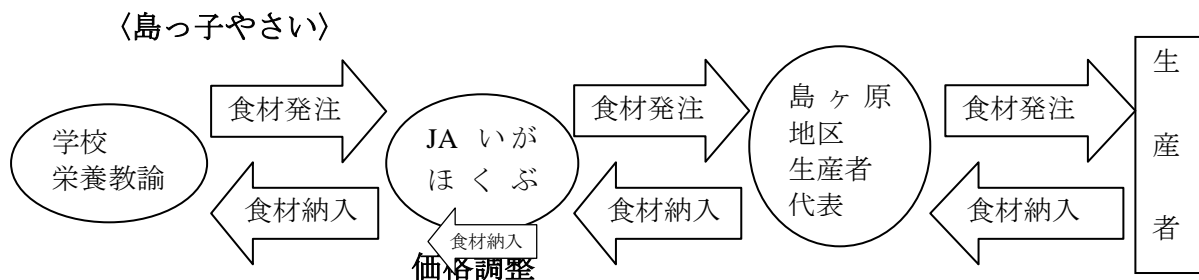 〈島っ子やさい〉
学校
栄養教諭
食材発注
食材納入
JA いが
ほくぶ
食材納入
価格調整
食材発注
食材納入
島ヶ原
地区
生産者
代表
食材発注
食材納入
生産者